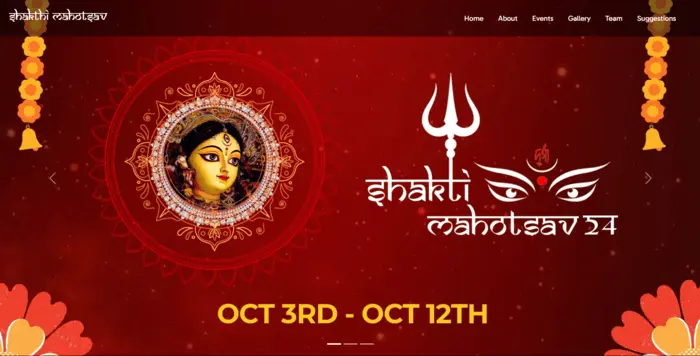 Shakthi Mahotsav
Home About Events Gallery Team Suggestions
Shakti
Mahotsav 24
OCT 3RD - OCT 12TH